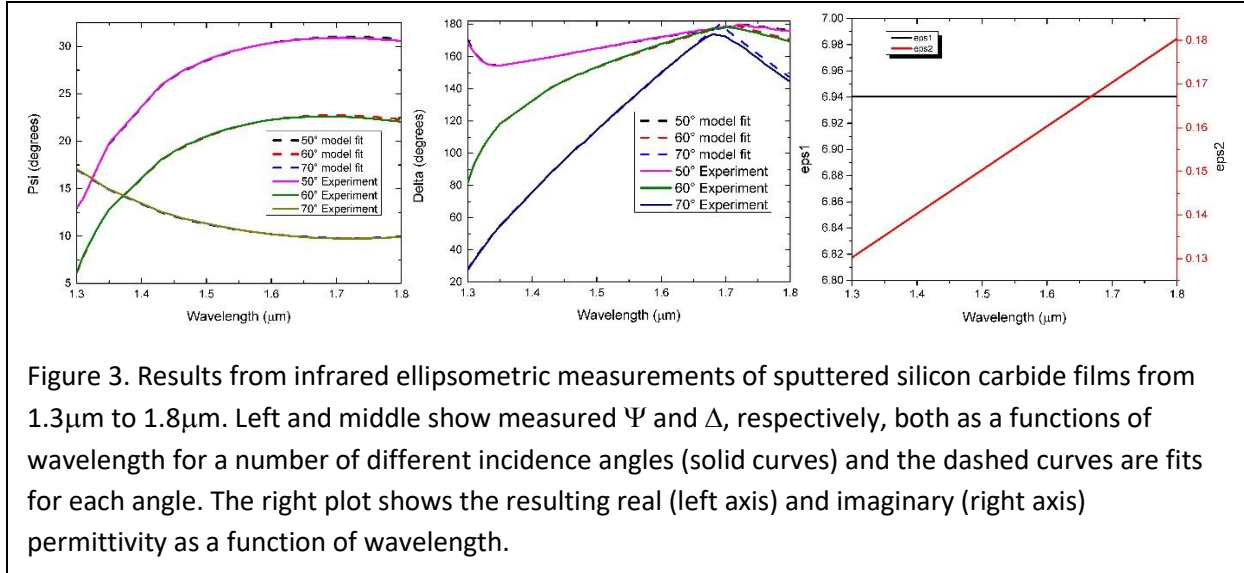 Psi (degrees)
30
25
20
15
10
5
50° model fit
60° model fit
70° model fit
50° Experiment
60° Experiment
70° Experiment
1.3 1.4 1.5 1.6 1.7 1.8
Wavelength (μm)
Delta (degrees)
180
160
140
120
100
80
60
40
20
50° model fit
60° model fit
70° model fit
50° Experiment
60° Experiment
70° Experiment
1.3 1.4 1.5 1.6 1.7 1.8
Wavelength (μm)
eps1
7.00
6.98
6.96
6.94
6.92
6.90
6.88
6.86
6.84
6.82
6.80
eps1
eps2
1.3 1.4 1.5 1.6 1.7 1.8
Wavelength (μm)
0.18
0.17
0.16
0.15
0.14
0.13
eps2
Figure 3. Results from infrared ellipsometric measurements of sputtered silicon carbide films from
1.3μm to 1.8μm. Left and middle show measured Ψ and Δ, respectively, both as a functions of
wavelength for a number of different incidence angles (solid curves) and the dashed curves are fits
for each angle. The right plot shows the resulting real (left axis) and imaginary (right axis)
permittivity as a function of wavelength.